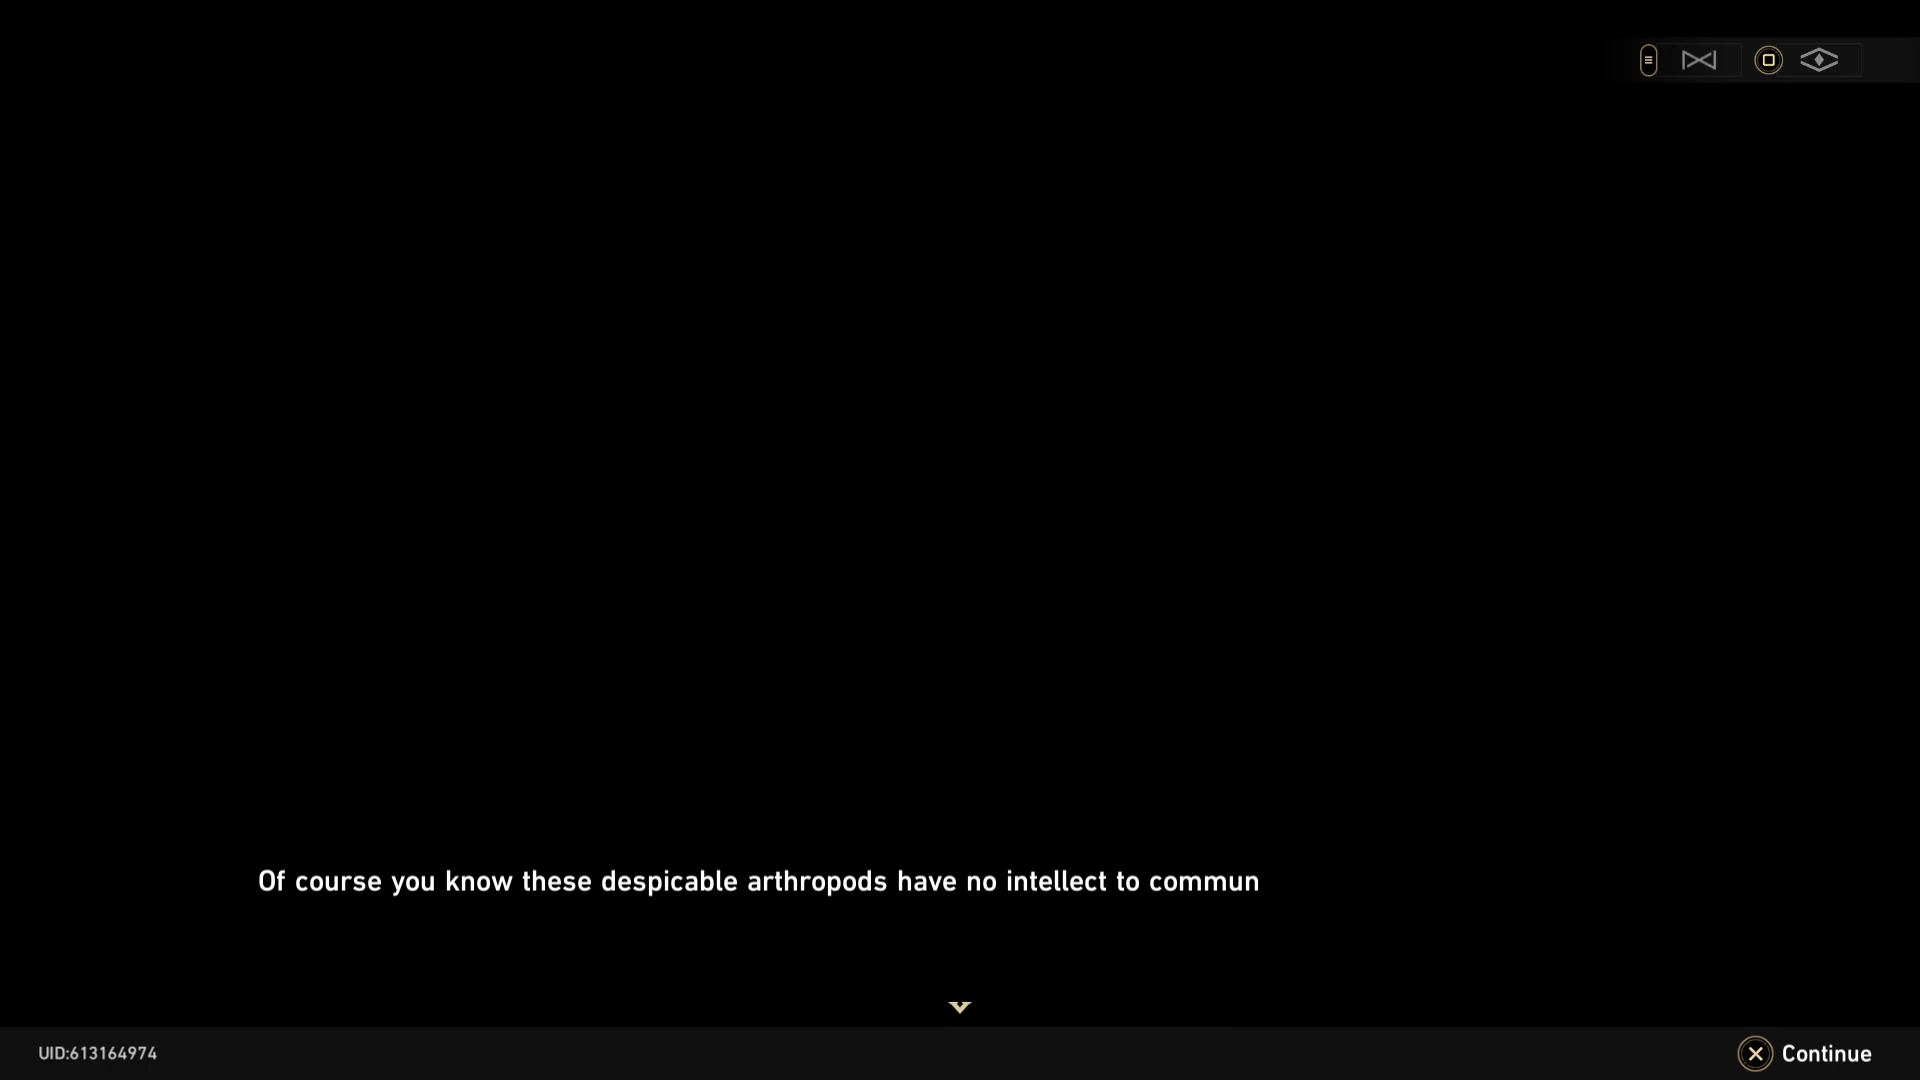 Of course you know these despicable arthropods have no intellect to commun
UID:613164974
Continue